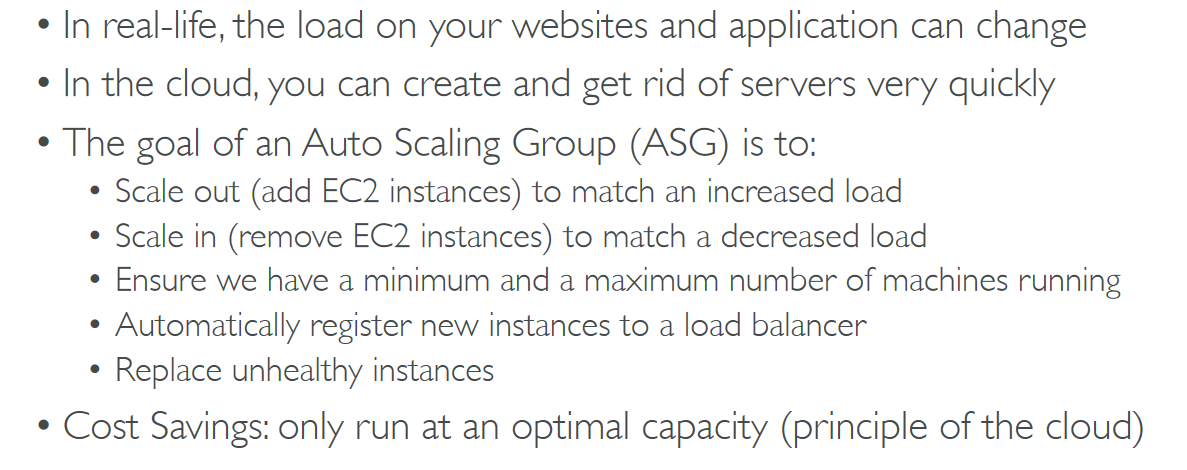 • In real-life, the load on your websites and application can change
• In the cloud, you can create and get rid of servers very quickly
• The goal of an Auto Scaling Group (ASG) is to:
• Scale out (add EC2 instances) to match an increased load
• Scale in (remove EC2 instances) to match a decreased load
• Ensure we have a minimum and a maximum number of machines running
• Automatically register new instances to a load balancer
• Replace unhealthy instances
• Cost Savings: only run at an optimal capacity (principle of the cloud)